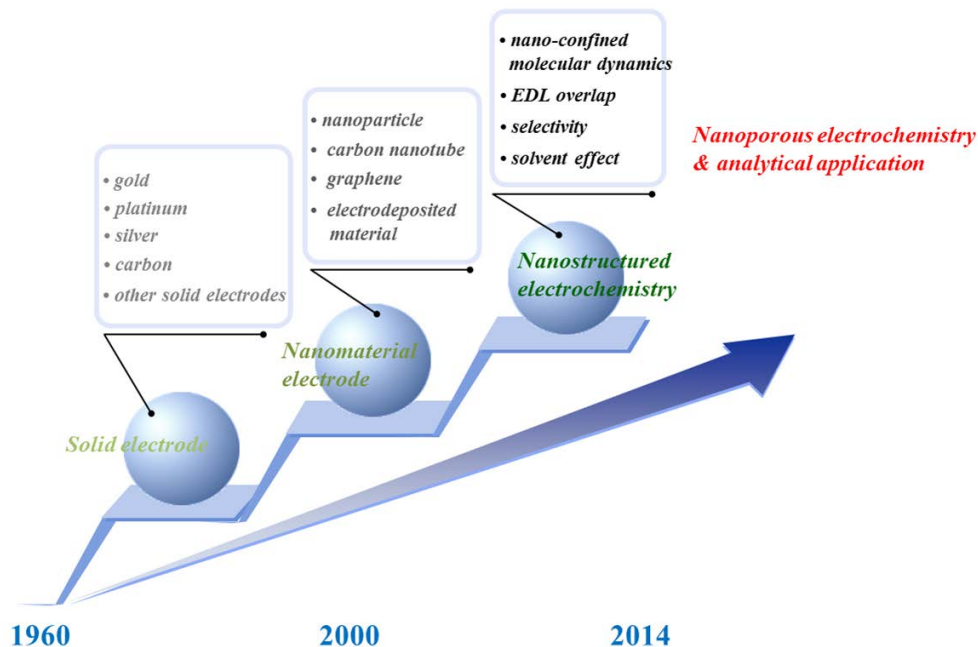 • gold
• platinum
• silver
• carbon
• other solid electrodes
Solid electrode
• nanoparticle
• carbon nanotube
• graphene
• electrodeposited
material
Nanomaterial
electrode
• nano-confined
molecular dynamics
• EDL overlap
• selectivity
• solvent effect
Nanostructured
electrochemistry
Nanoporous electrochemistry
& analytical application
1960
2000
2014